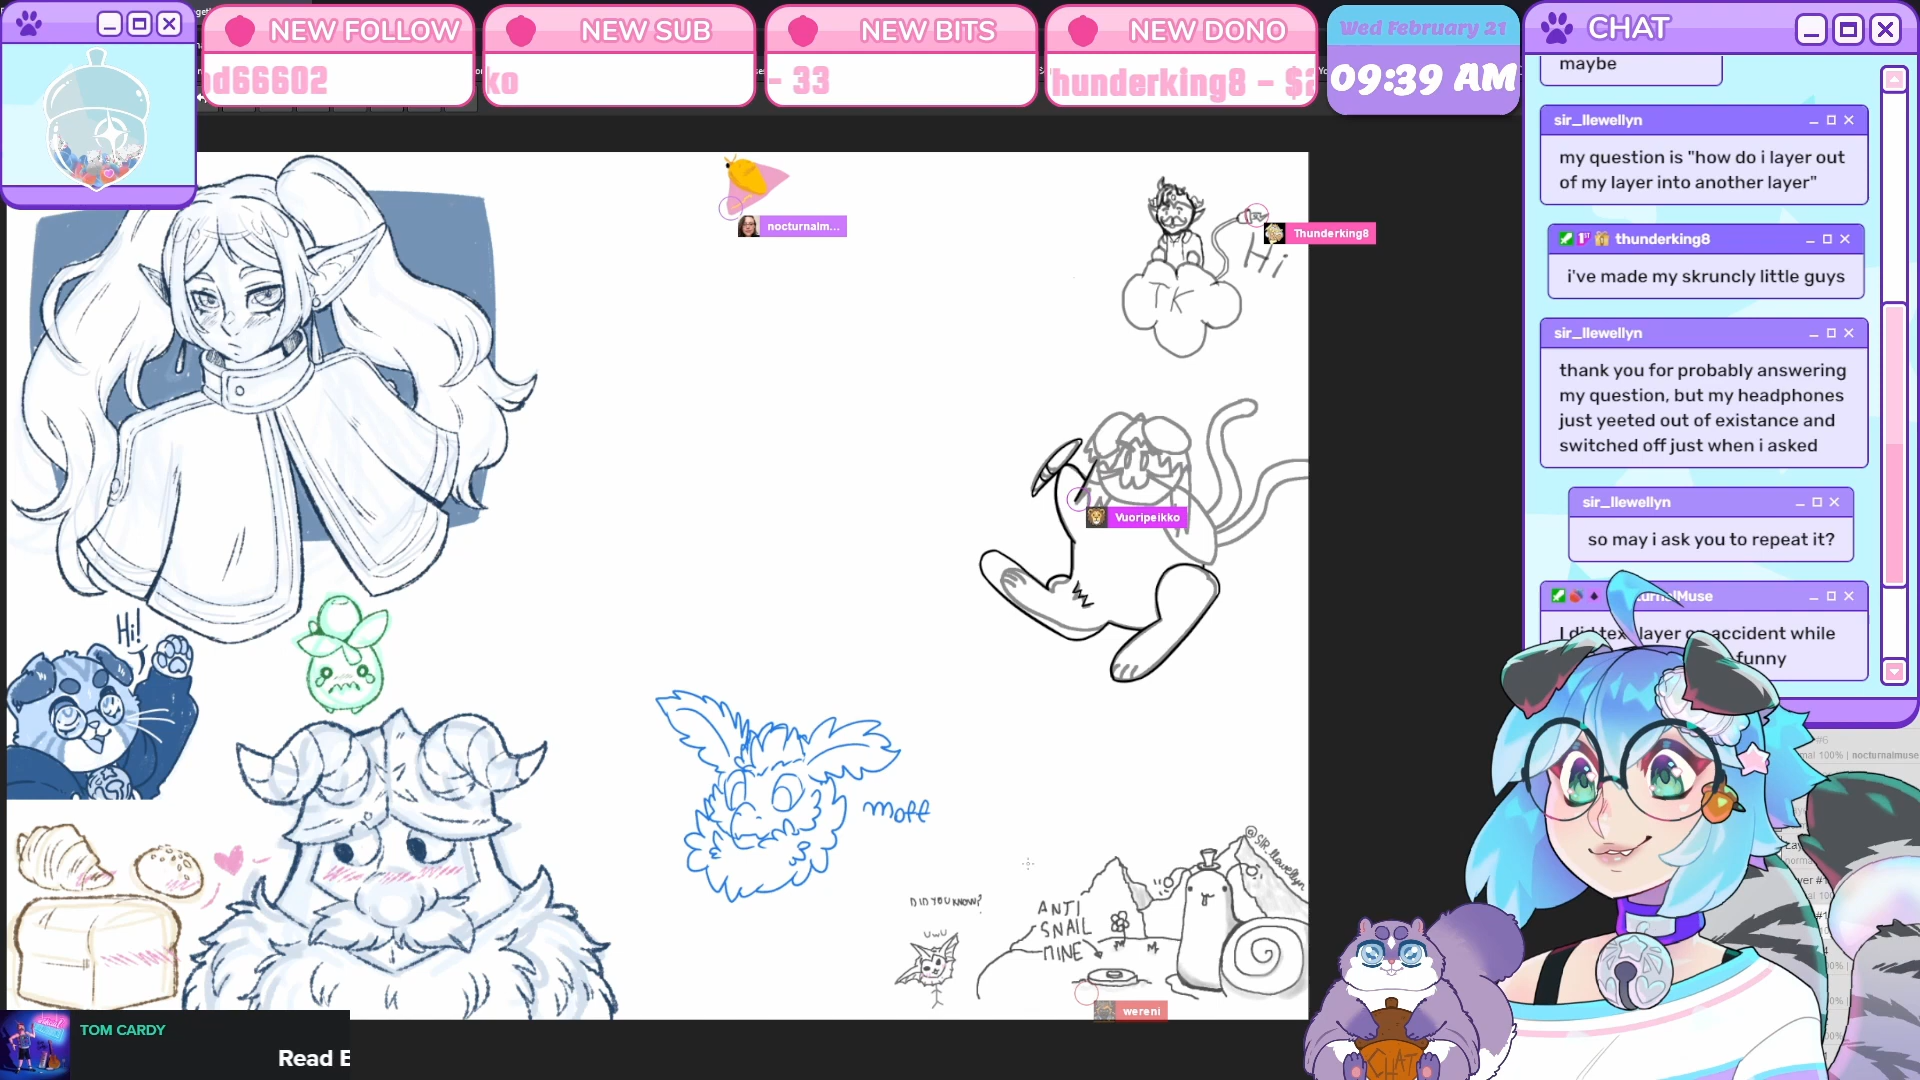 NEW FOLLOW
NEW SUB
NEW BITS
NEW DONO
Wed February 21
CHAT
d66602
ko
- 33
hunderking8 - $
09:39 AM
maybe
sir_llewellyn
my question is "how do i layer out
of my layer into another layer"
thunderking8
i've made my skruncly little guys
sir_llewellyn
thank you for probably answering
my question, but my headphones
just yeeted out of existance and
switched off just when i asked
sir_llewellyn
so may i ask you to repeat it?
I did layer accident while
funny
nocturnalm...
Thunderking8
Hi
TK
Vuoripeikko
Hi!
moff
@SIR_llewellyn
DID YOU KNOW?
UwU
ANTI
SNAIL
MINE
wereni
CHAT
TOM CARDY
Read